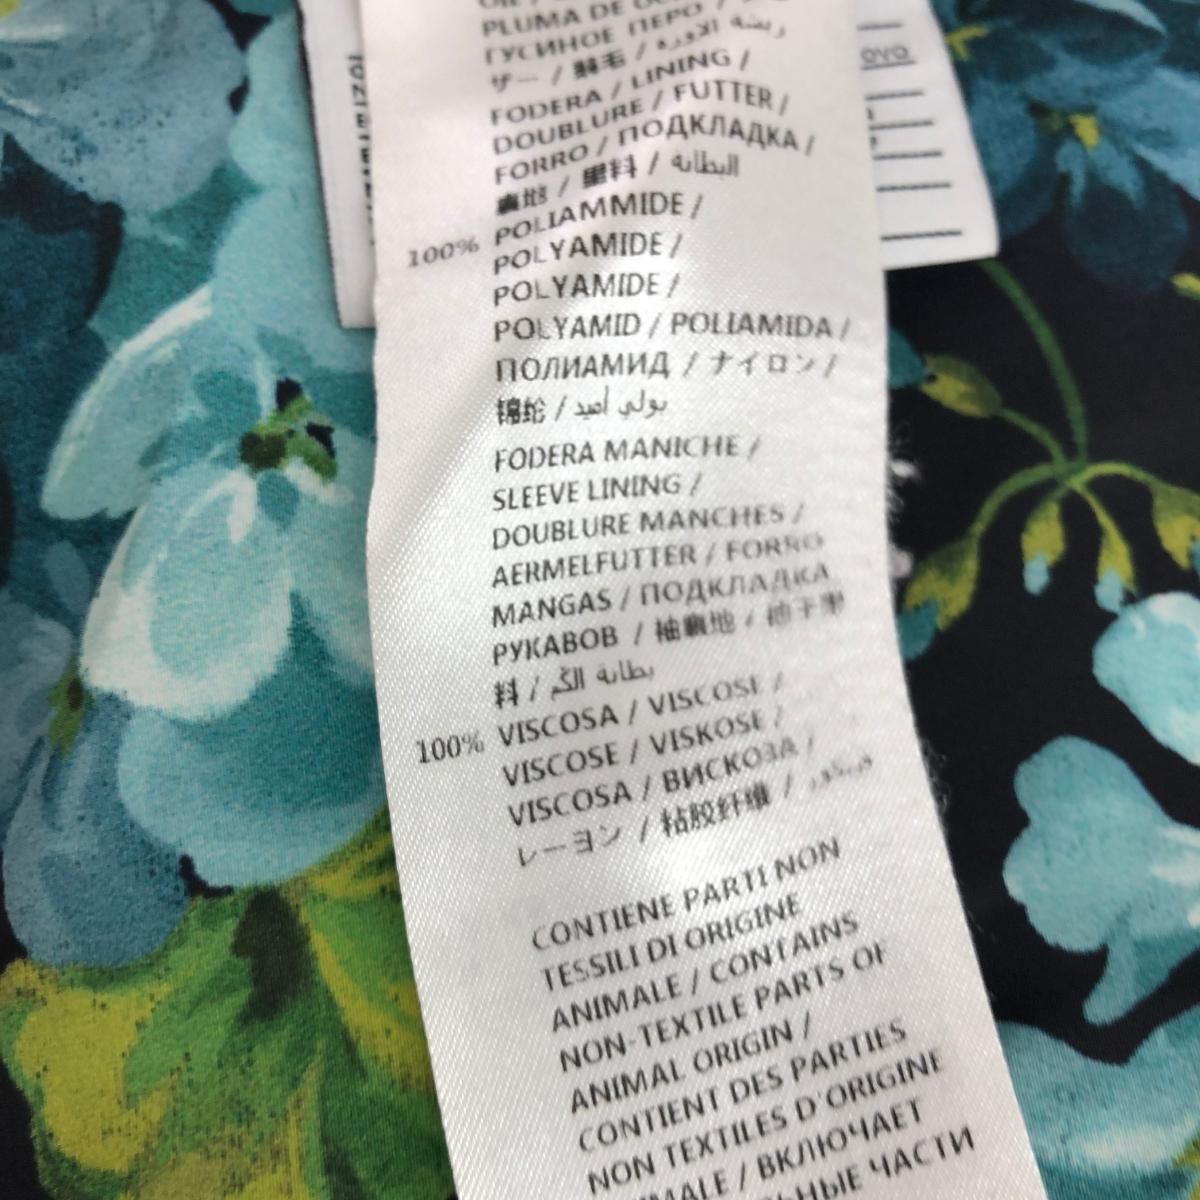 PLUMA DE
ГУСИНОЕ ПЕРО /
ザー / 鵝毛 / ريشة الاوزة
FODERA / LINING /
DOUBLURE / FUTTER /
FORRO / ПОДКЛАДКА /
裏地 / 里料 / البطانة
100% POLIAMMIDE /
POLYAMIDE /
POLYAMIDE /
POLYAMID / POLIAMIDA /
ПОЛИАМИД / ナイロン /
锦纶 / بولي أميد
FODERA MANICHE /
SLEEVE LINING /
DOUBLURE MANCHES /
AERMELFUTTER / FORRO
MANGAS / ПОДКЛАДКА
РУКАВОВ / 袖裏地 / 袖子里
料 / بطانة الكم
100% VISCOSA / VISCOSE /
VISCOSE / VISKOSE /
VISCOSA / ВИСКОЗА /
レーヨン / 粘胶纤维 /
CONTIENE PARTI NON
TESSILI DI ORIGINE
ANIMALE / CONTAINS
NON-TEXTILE PARTS OF
ANIMAL ORIGIN /
CONTIENT DES PARTIES
NON TEXTILES D'ORIGINE
/ ВКЛЮЧАЕТ
ЧАСТИ